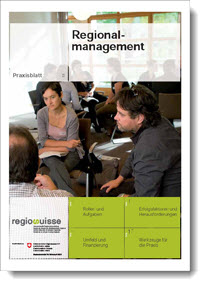 Regional-
management
Praxisblatt
regiosuisse
Rollen und
Aufgaben
Erfolgsfaktoren und
Herausforderungen
Umfeld und
Finanzierung
Werkzeuge für
die Praxis